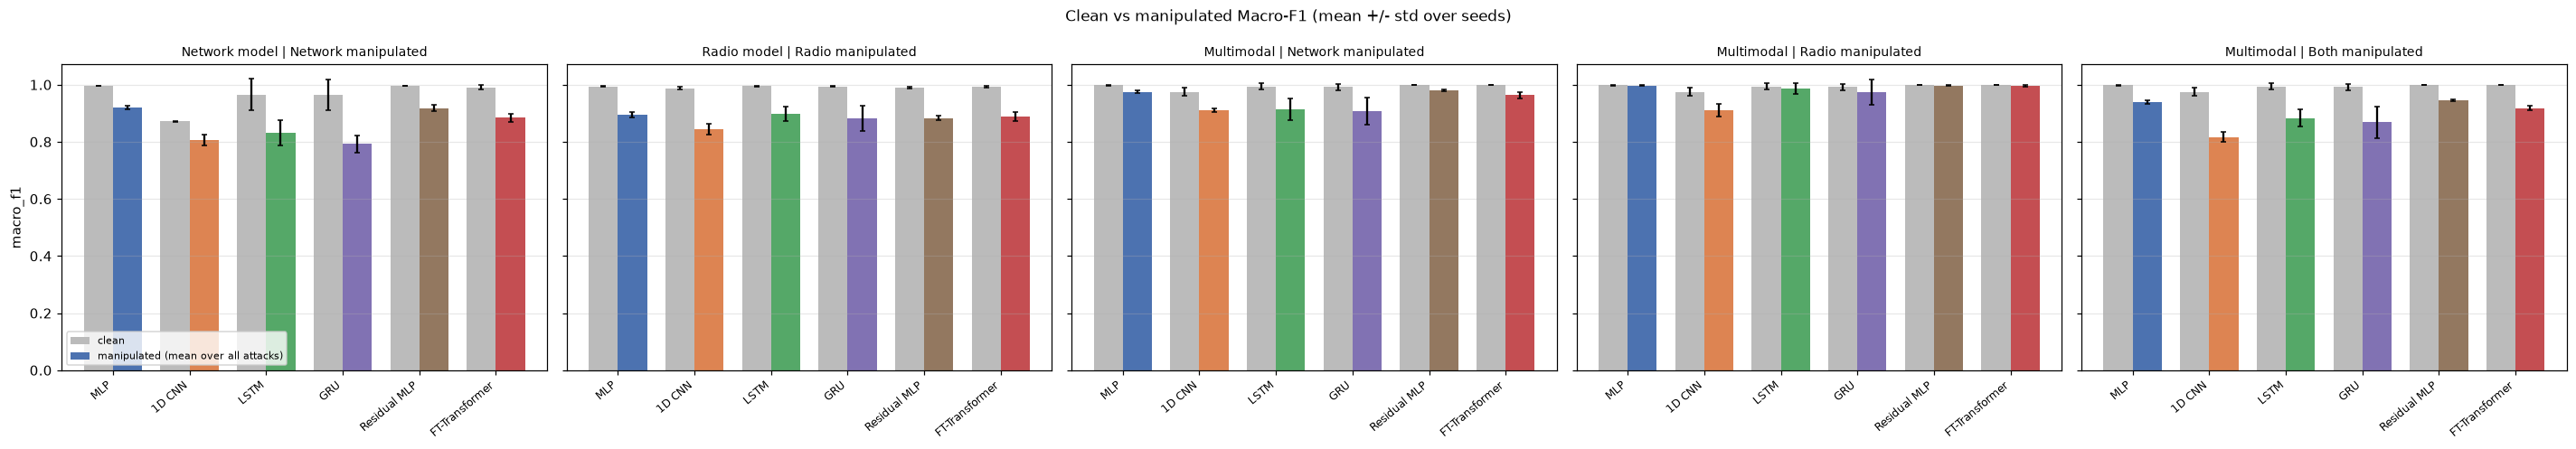 Clean vs manipulated Macro-F1 (mean +/- std over seeds)
Network model | Network manipulated
Radio model | Radio manipulated
Multimodal | Network manipulated
Multimodal | Radio manipulated
Multimodal | Both manipulated
macro_f1
1.0
0.8
0.6
0.4
0.2
0.0
clean
manipulated (mean over all attacks)
MLP
1D CNN
LSTM
GRU
Residual MLP
FT-Transformer
MLP
1D CNN
LSTM
GRU
Residual MLP
FT-Transformer
MLP
1D CNN
LSTM
GRU
Residual MLP
FT-Transformer
MLP
1D CNN
LSTM
GRU
Residual MLP
FT-Transformer
MLP
1D CNN
LSTM
GRU
Residual MLP
FT-Transformer